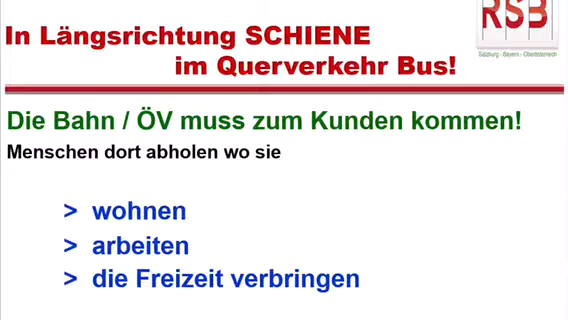 RSB
Salzburg - Bayern - Oberösterreich
In Längsrichtung SCHIENE
im Querverkehr Bus!
Die Bahn / ÖV muss zum Kunden kommen!
Menschen dort abholen wo sie
> wohnen
> arbeiten
> die Freizeit verbringen